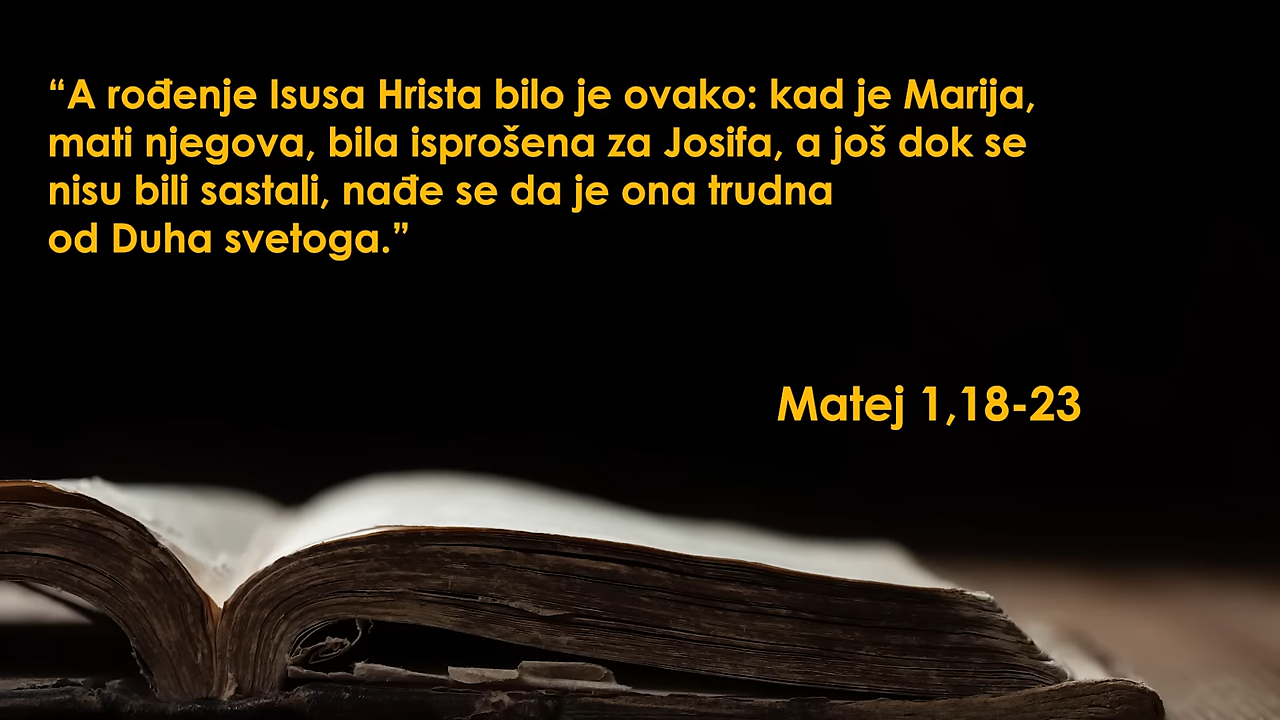 “A rođenje Isusa Hrista bilo je ovako: kad je Marija,
mati njegova, bila isprošena za Josifa, a još dok se
nisu bili sastali, nađe se da je ona trudna
od Duha svetoga.”
Matej 1,18-23